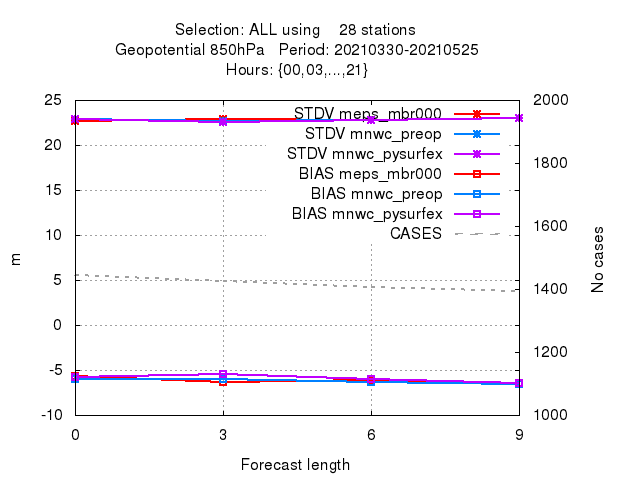 Selection: ALL using    28 stations
Geopotential 850hPa   Period: 20210330-20210525
Hours: {00,03,...,21}
25 2000
STDV meps_mbr000
20
STDV mnwc_preop
1800
STDV mnwc_pysurfex
15
BIAS meps_mbr000
BIAS mnwc_preop
10
BIAS mnwc_pysurfex
1600
CASES
m
No cases
5
1400
0
1200
-5
-10 1000
0 3 6 9
Forecast length